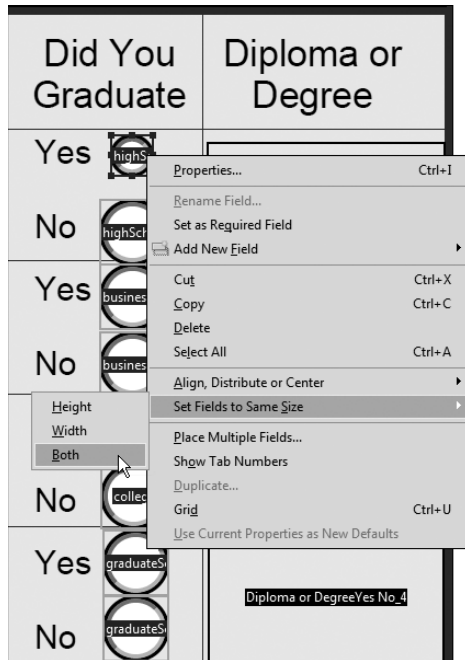 Did You
Graduate
Diploma or
Degree
Yes
highS
No
highSch
Yes
busines
No
busines
No
collec
Yes
graduateS
No
graduateS
Properties... Ctrl+I
Rename Field...
Set as Required Field
Add New Field
Cut Ctrl+X
Copy Ctrl+C
Delete
Select All Ctrl+A
Align, Distribute or Center
Set Fields to Same Size
Place Multiple Fields...
Show Tab Numbers
Duplicate...
Grid Ctrl+U
Use Current Properties as New Defaults
Height
Width
Both
Diploma or DegreeYes No_4